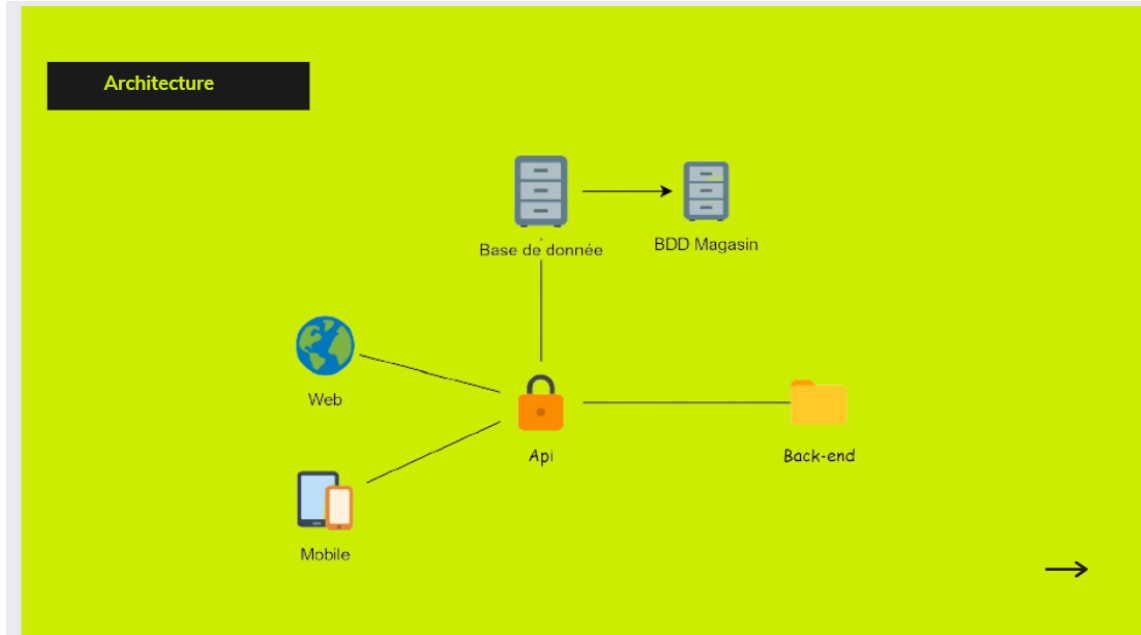 Architecture
Base de donnée
BDD Magasin
Web
Api
Back-end
Mobile